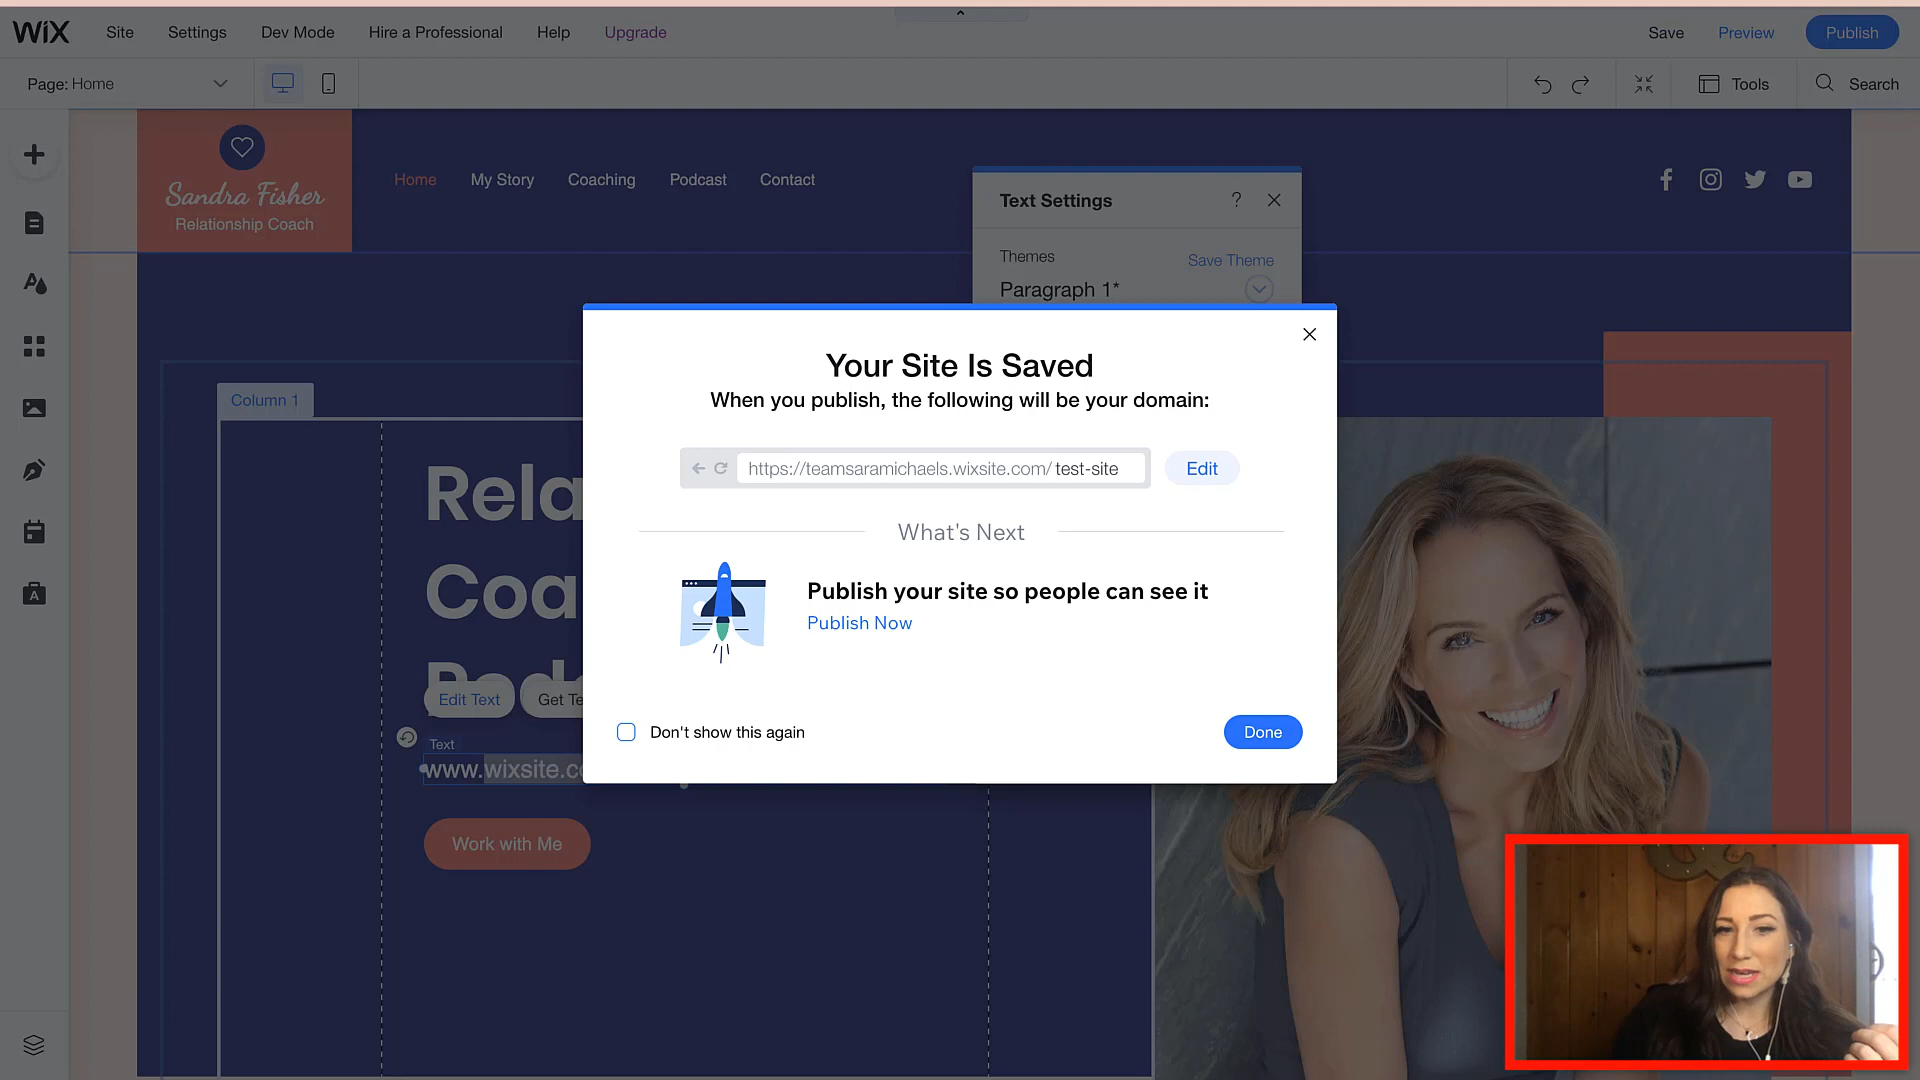 WiX Site Settings Dev Mode Hire a Professional Help Upgrade Save Preview Publish
Page: Home Tools Search
Sandra Fisher
Relationship Coach
Home My Story Coaching Podcast Contact
Text Settings ?
Themes Save Theme
Paragraph 1*
Column 1
Your Site Is Saved
When you publish, the following will be your domain:
https://teamsaramichaels.wixsite.com/ test-site Edit
What's Next
Publish your site so people can see it
Publish Now
Don't show this again Done
Rela
Coa
Edit Text Get Te
Text
www.wixsite.co
Work with Me
A